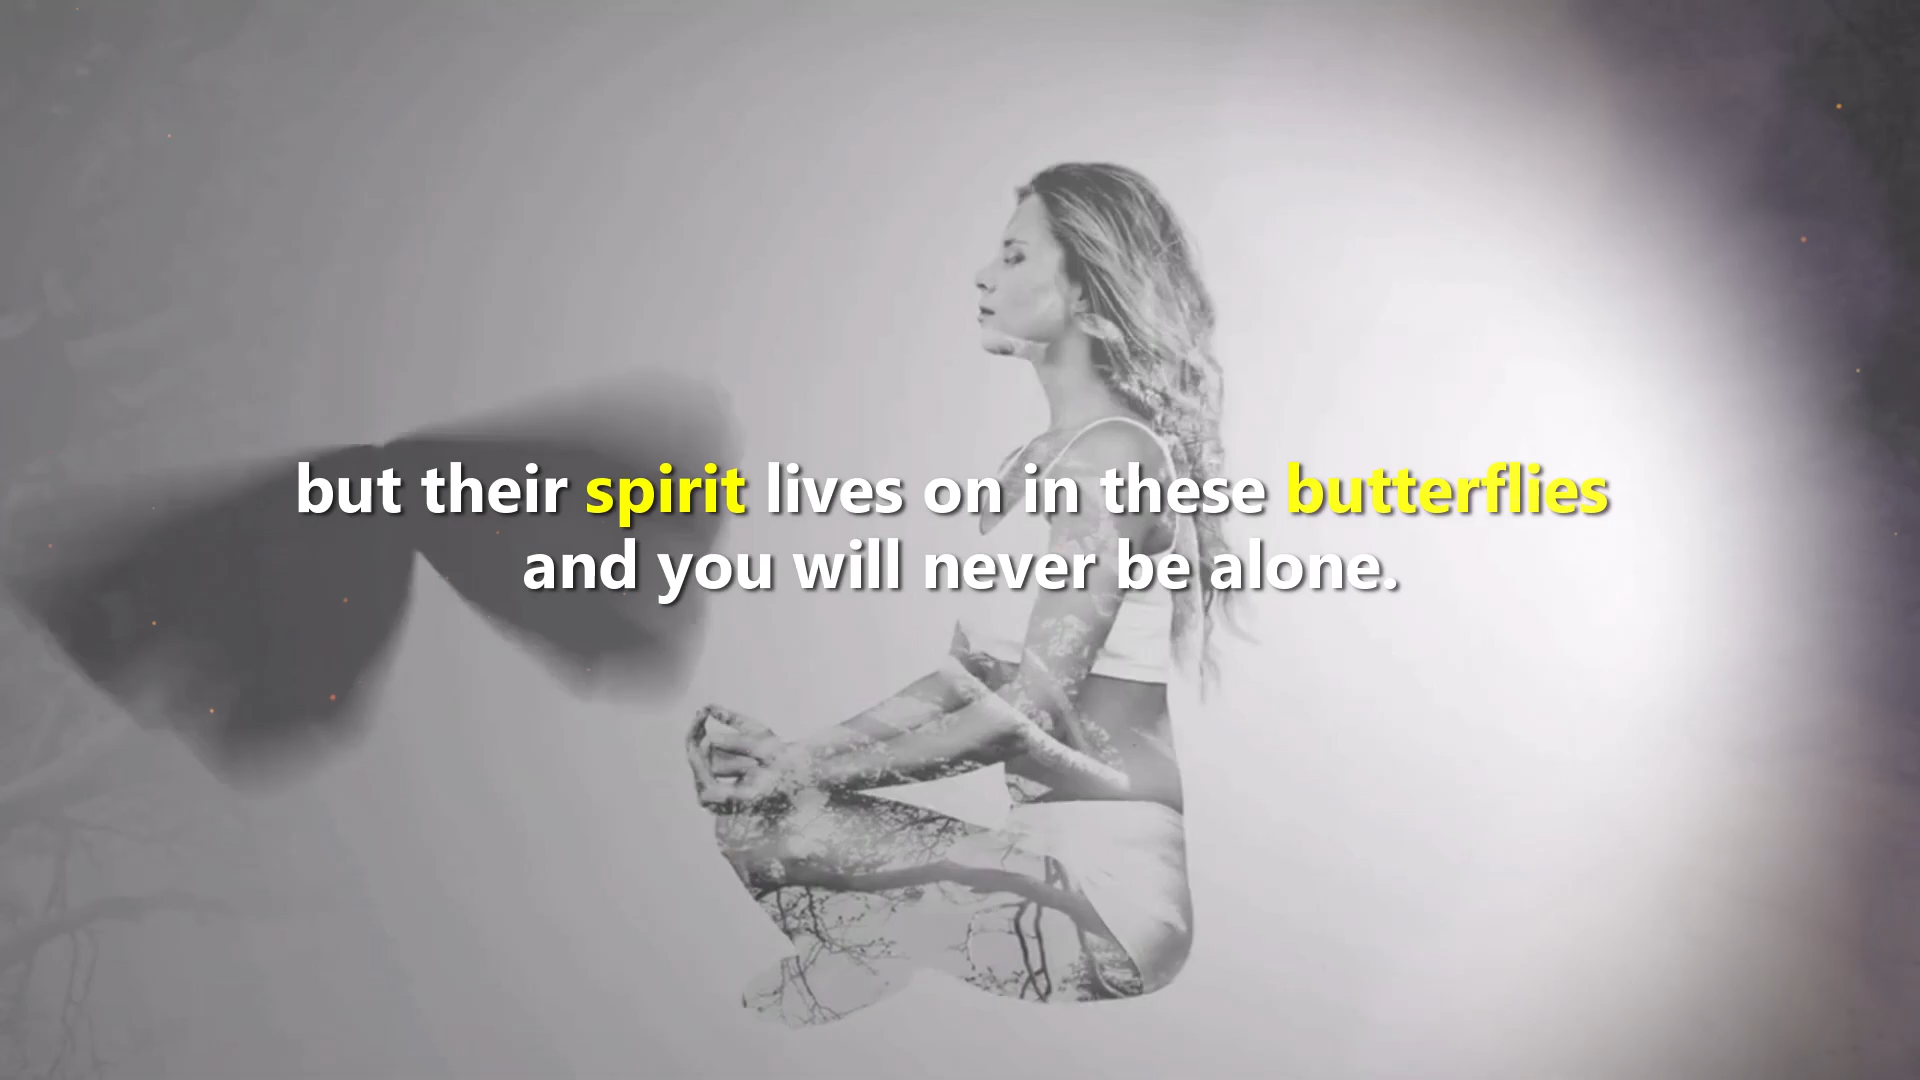 but their spirit lives on in these butterflies
and you will never be alone.